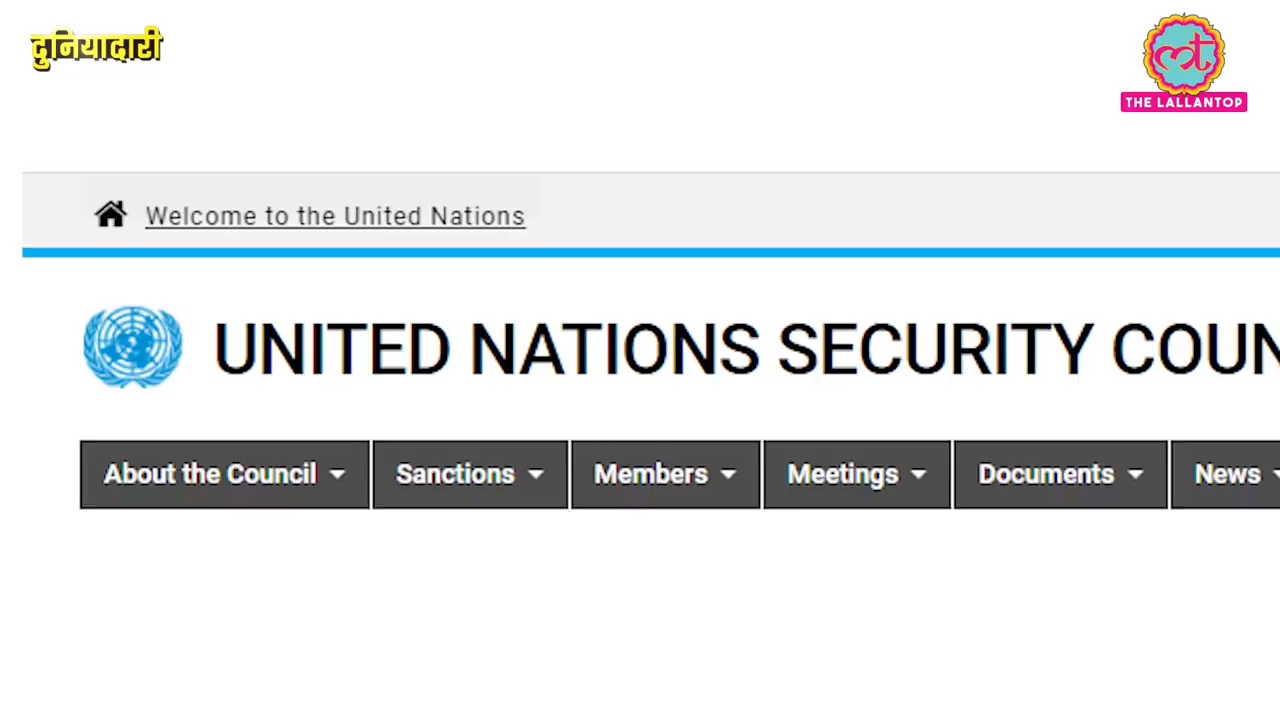 दुनियादारी
THE LALLANTOP
Welcome to the United Nations
UNITED NATIONS SECURITY COUN
About the Council Sanctions Members Meetings Documents News